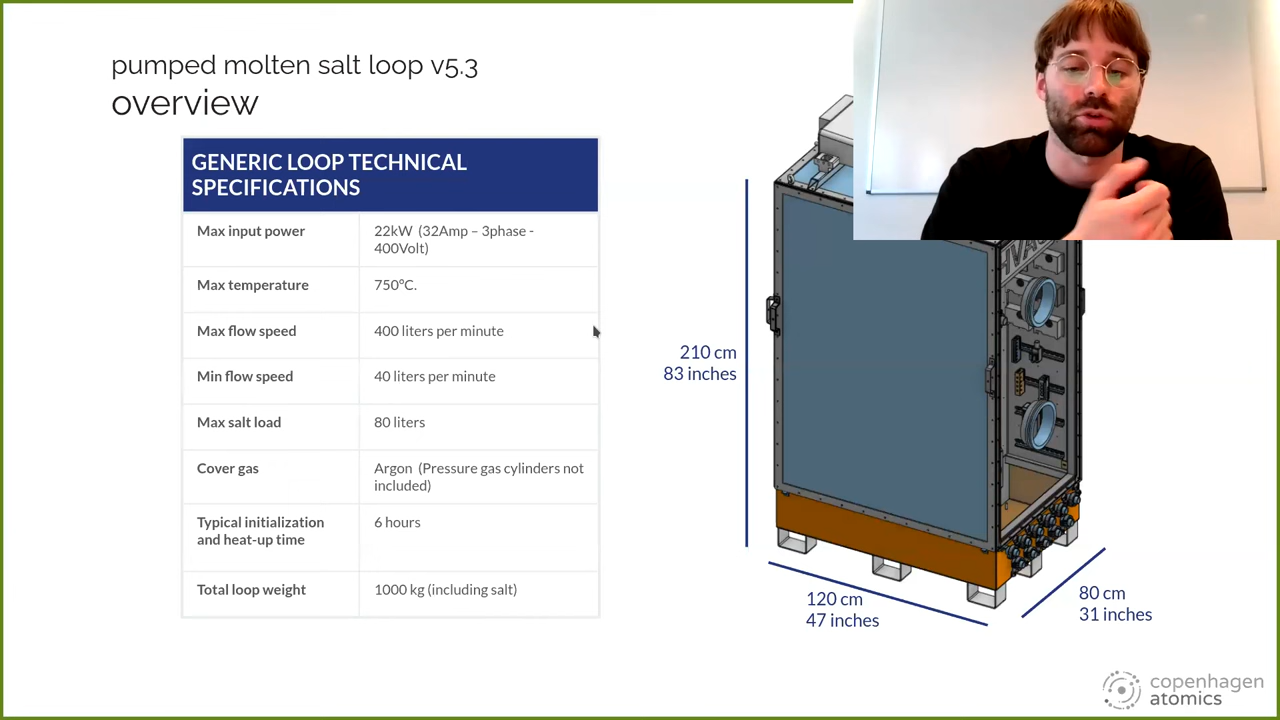 pumped molten salt loop v5.3
overview
GENERIC LOOP TECHNICAL
SPECIFICATIONS
Max input power
22kW (32Amp – 3phase -
400Volt)
Max temperature
750°C.
Max flow speed
400 liters per minute
Min flow speed
40 liters per minute
Max salt load
80 liters
Cover gas
Argon (Pressure gas cylinders not
included)
Typical initialization
and heat-up time
6 hours
Total loop weight
1000 kg (including salt)
210 cm
83 inches
120 cm
47 inches
80 cm
31 inches
copenhagen
atomics